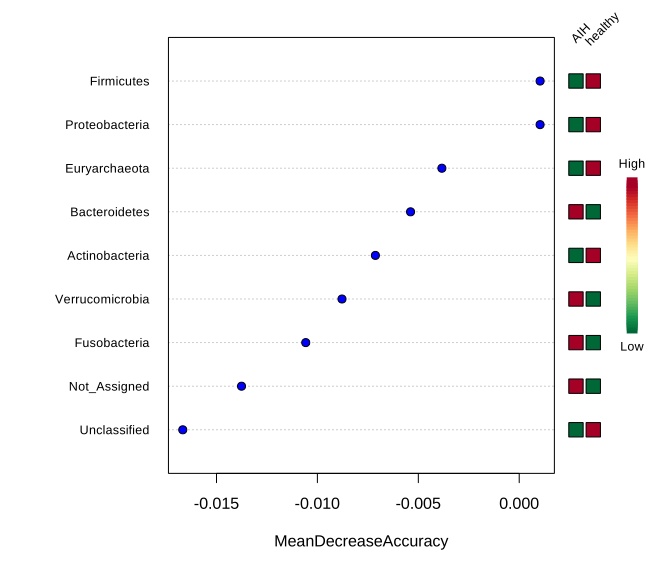 AIH
healthy
Firmicutes
Proteobacteria
Euryarchaeota
High
Bacteroidetes
Actinobacteria
Verrucomicrobia
Fusobacteria
Low
Not_Assigned
Unclassified
-0.015 -0.010 -0.005 0.000
MeanDecreaseAccuracy